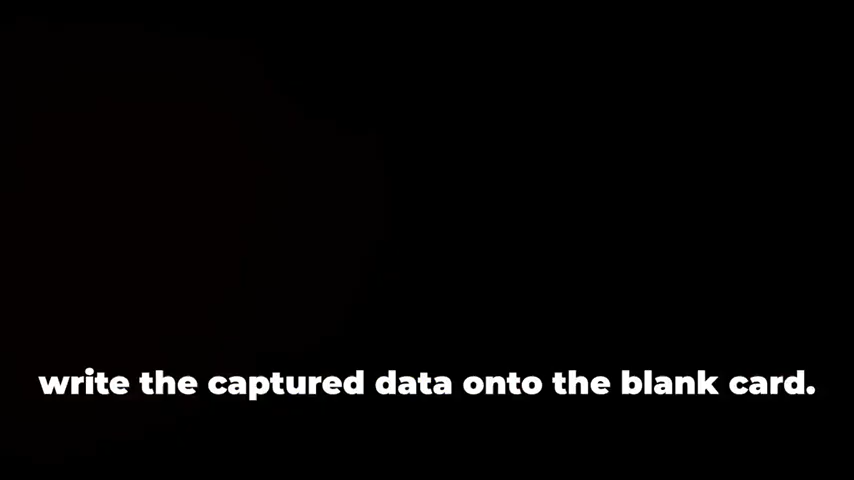 write the captured data onto the blank card.